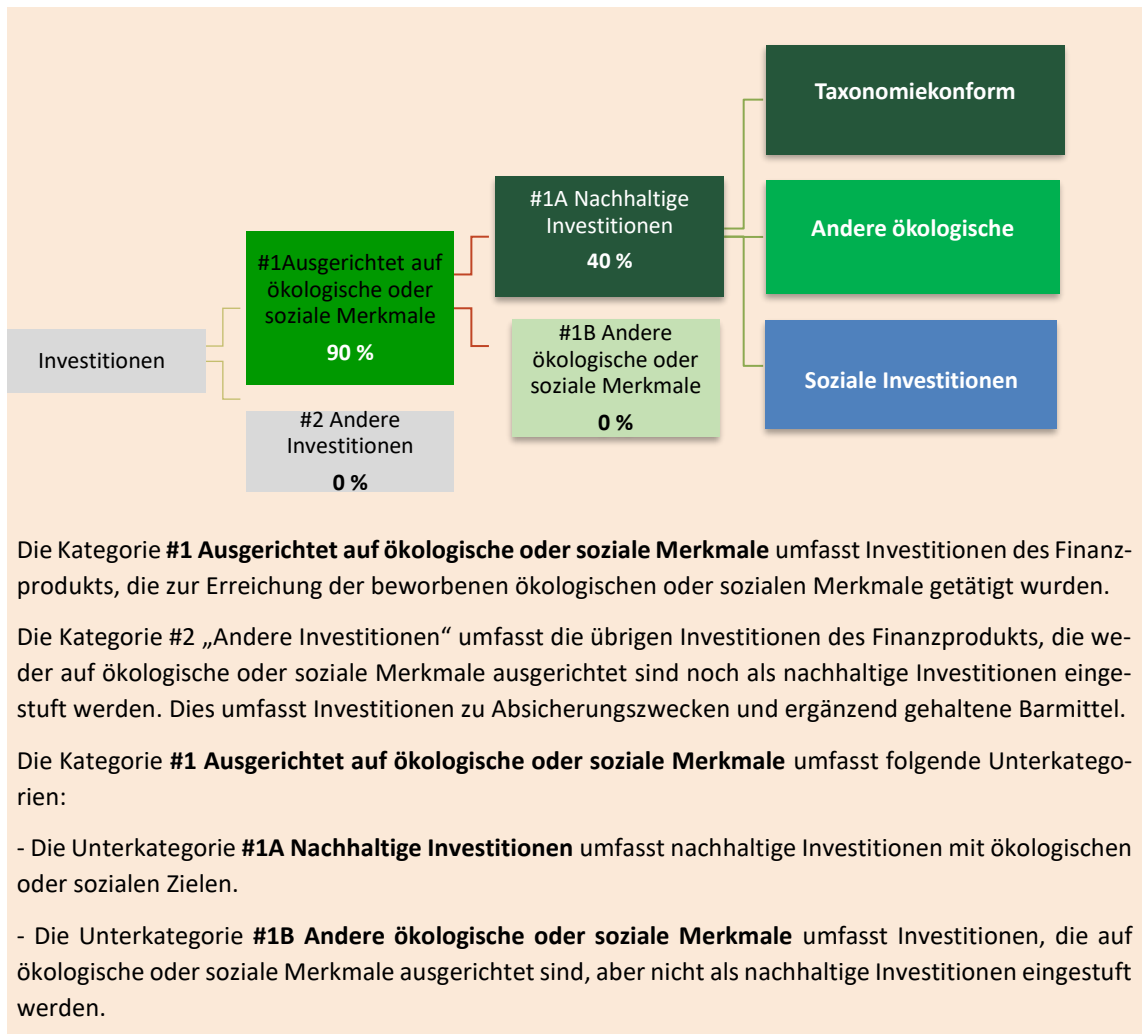 Investitionen
#1Ausgerichtet auf
ökologische oder
soziale Merkmale
90 %
#2 Andere
Investitionen
0 %
#1A Nachhaltige
Investitionen
40 %
#1B Andere
ökologische oder
soziale Merkmale
0 %
Taxonomiekonform
Andere ökologische
Soziale Investitionen
Die Kategorie #1 Ausgerichtet auf ökologische oder soziale Merkmale umfasst Investitionen des Finanz-
produkts, die zur Erreichung der beworbenen ökologischen oder sozialen Merkmale getätigt wurden.
Die Kategorie #2 „Andere Investitionen“ umfasst die übrigen Investitionen des Finanzprodukts, die we-
der auf ökologische oder soziale Merkmale ausgerichtet sind noch als nachhaltige Investitionen einge-
stuft werden. Dies umfasst Investitionen zu Absicherungszwecken und ergänzend gehaltene Barmittel.
Die Kategorie #1 Ausgerichtet auf ökologische oder soziale Merkmale umfasst folgende Unterkatego-
rien:
- Die Unterkategorie #1A Nachhaltige Investitionen umfasst nachhaltige Investitionen mit ökologischen
oder sozialen Zielen.
- Die Unterkategorie #1B Andere ökologische oder soziale Merkmale umfasst Investitionen, die auf
ökologische oder soziale Merkmale ausgerichtet sind, aber nicht als nachhaltige Investitionen eingestuft
werden.